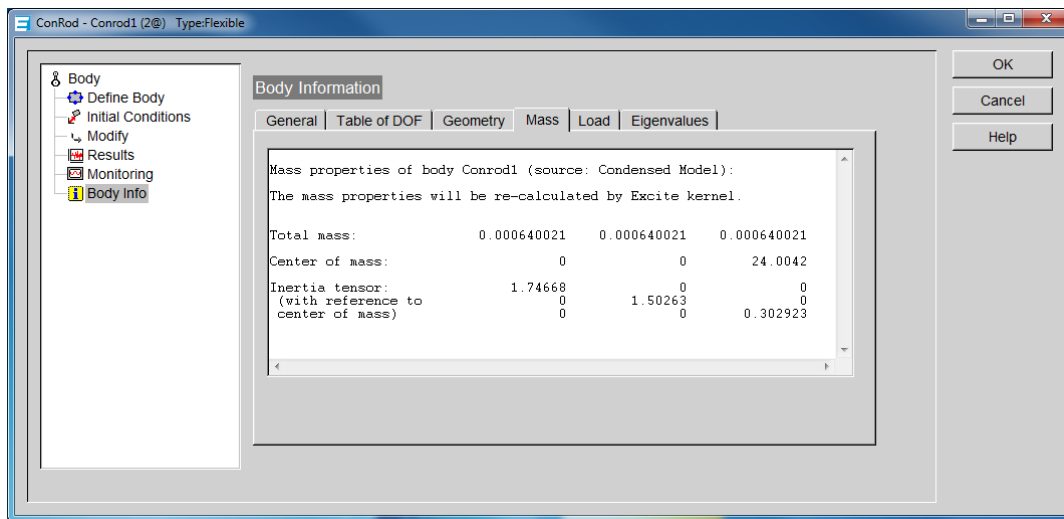 ConRod - Conrod1 (2@) Type:Flexible
OK
Cancel
Help
Body
Define Body
Initial Conditions
Modify
Results
Monitoring
Body Info
Body Information
General Table of DOF Geometry Mass Load Eigenvalues
Mass properties of body Conrod1 (source: Condensed Model):
The mass properties will be re-calculated by Excite kernel.
Total mass: 0.000640021 0.000640021 0.000640021
Center of mass: 0 0 24.0042
Inertia tensor: 1.74668 0 0
(with reference to 0 1.50263 0
center of mass) 0 0 0.302923